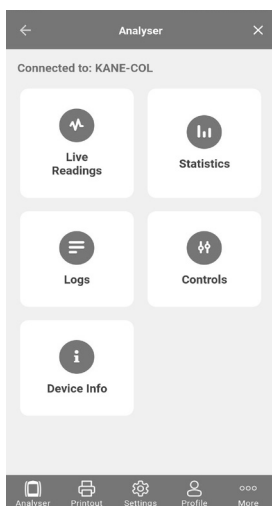 Analyser
Connected to: KANE-COL
Live
Readings
Statistics
Logs
Controls
Device Info
Analyser Printout Settings Profile More